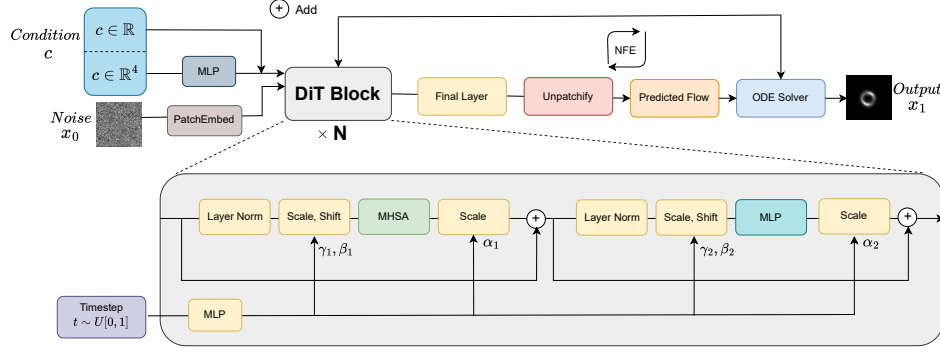 + Add
Condition
c
c ∈ ℝ
c ∈ ℝ⁴
MLP
Noise
x₀
PatchEmbed
DiT Block
× N
Final Layer
Unpatchify
NFE
Predicted Flow
ODE Solver
Output
x₁
Layer Norm
Scale, Shift
MHSA
Scale
+
Layer Norm
Scale, Shift
MLP
Scale
+
γ₁, β₁
α₁
γ₂, β₂
α₂
Timestep
t ∼ U[0, 1]
MLP